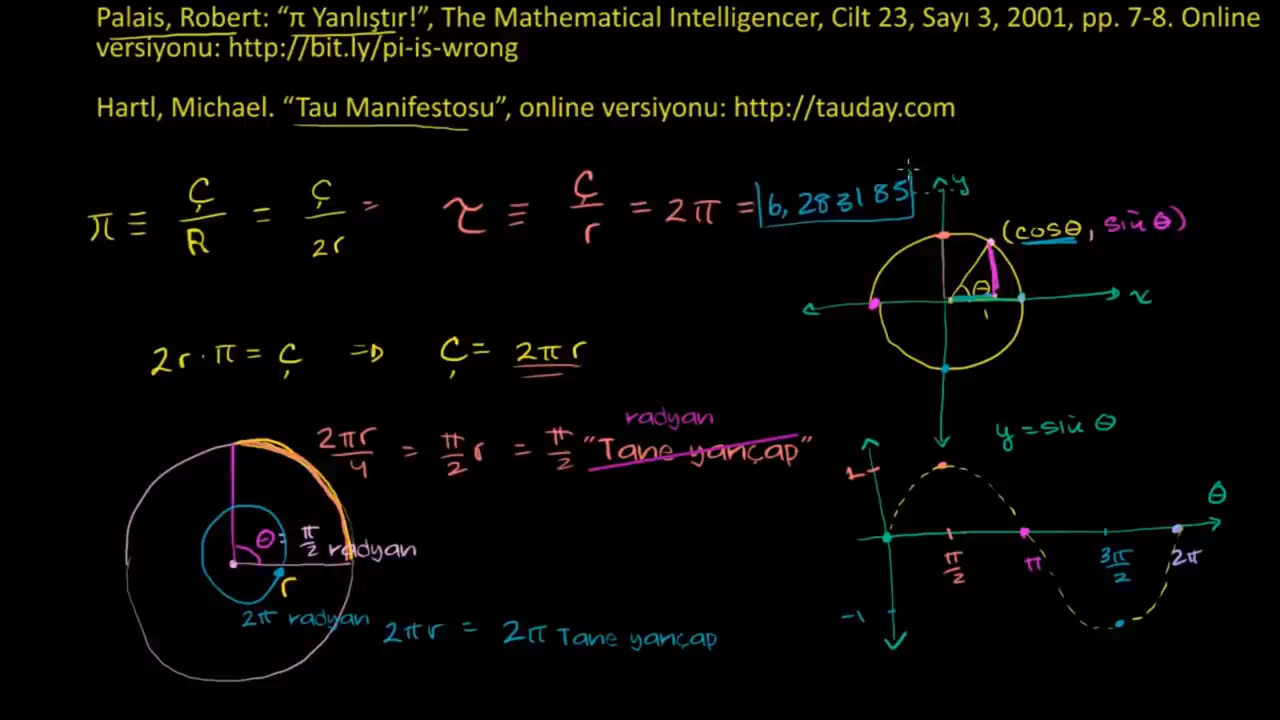 Palais, Robert: “π Yanlıştır!”, The Mathematical Intelligencer, Cilt 23, Sayı 3, 2001, pp. 7-8. Online
versiyonu: http://bit.ly/pi-is-wrong
Hartl, Michael. “Tau Manifestosu”, online versiyonu: http://tauday.com
π ≡ Ç/R = Ç/2r =
τ ≡ Ç/r = 2π = 6,283185
y
(cosθ, sinθ)
θ
1
x
2r · π = Ç ⇒ Ç = 2πr
radyan
2πr/4 = π/2 r = π/2 "Tane yarıçap"
y = sin θ
1
θ
θ = π/2 radyan
π/2
π
3π/2
2π
r
-1
2π radyan
2πr = 2π Tane yarıçap